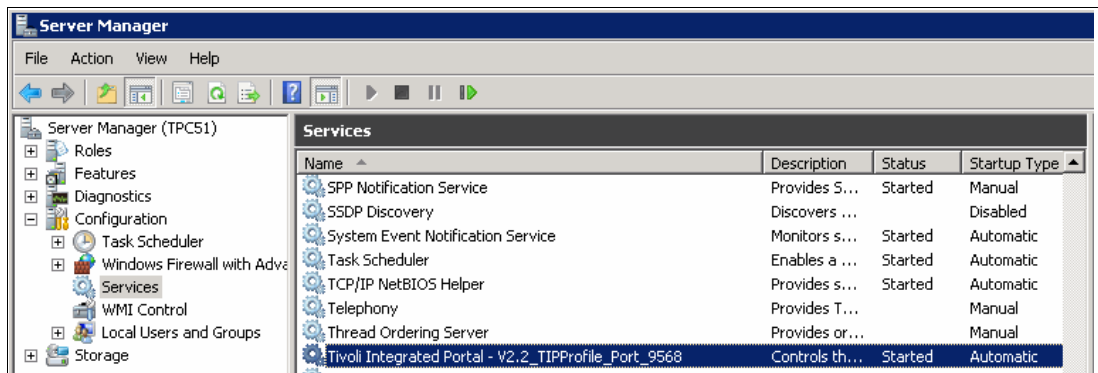 Server Manager
File Action View Help
Server Manager (TPC51)
Roles
Features
Diagnostics
Configuration
Task Scheduler
Windows Firewall with Adva
Services
WMI Control
Local Users and Groups
Storage
Services
Name Description Status Startup Type
SPP Notification Service Provides S... Started Manual
SSDP Discovery Discovers ... Disabled
System Event Notification Service Monitors s... Started Automatic
Task Scheduler Enables a ... Started Automatic
TCP/IP NetBIOS Helper Provides s... Started Automatic
Telephony Provides T... Manual
Thread Ordering Server Provides or... Manual
Tivoli Integrated Portal - V2.2_TIPProfile_Port_9568 Controls th... Started Automatic